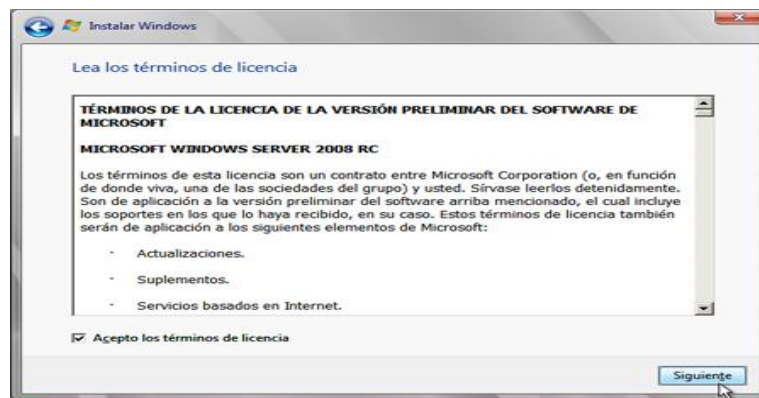 Instalar Windows
Lea los términos de licencia
TÉRMINOS DE LA LICENCIA DE LA VERSIÓN PRELIMINAR DEL SOFTWARE DE
MICROSOFT
MICROSOFT WINDOWS SERVER 2008 RC
Los términos de esta licencia son un contrato entre Microsoft Corporation (o, en función
de donde viva, una de las sociedades del grupo) y usted. Sírvase leerlos detenidamente.
Son de aplicación a la versión preliminar del software arriba mencionado, el cual incluye
los soportes en los que lo haya recibido, en su caso. Estos términos de licencia también
serán de aplicación a los siguientes elementos de Microsoft:
· Actualizaciones.
· Suplementos.
· Servicios basados en Internet.
Acepto los términos de licencia
Siguiente